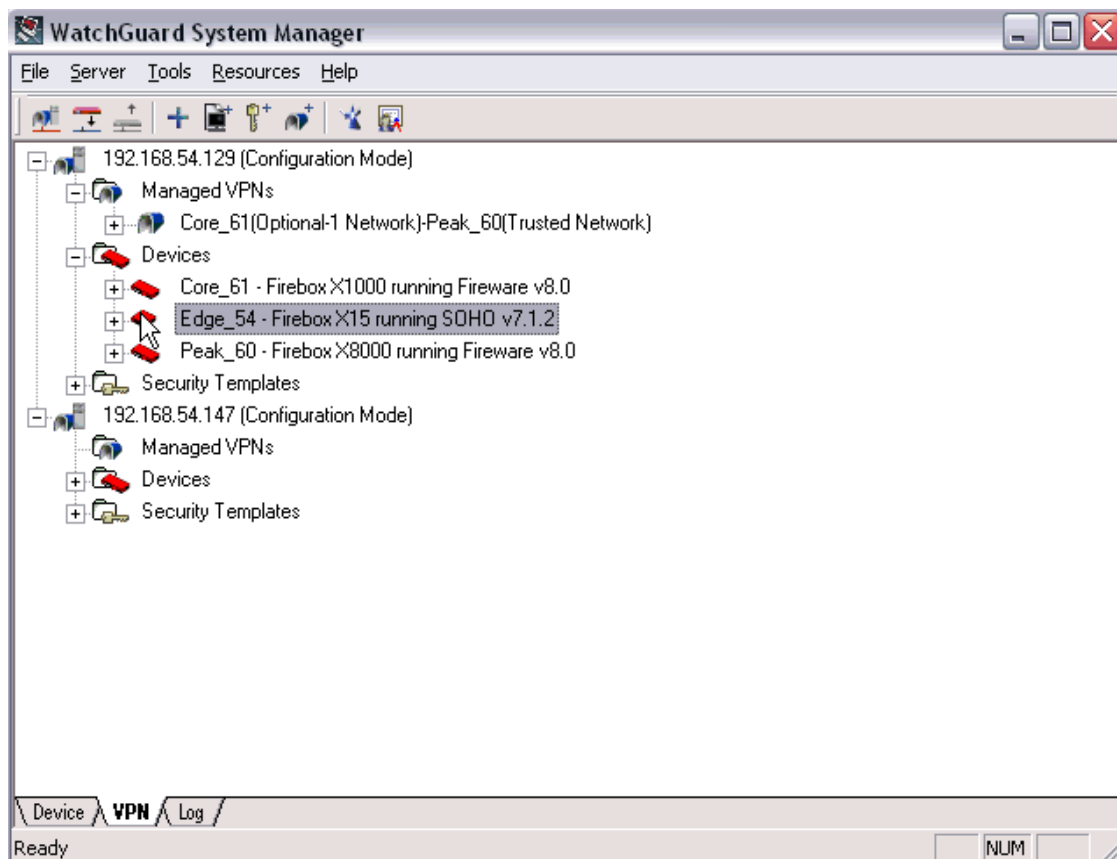 WatchGuard System Manager
File Server Tools Resources Help
192.168.54.129 (Configuration Mode)
Managed VPNs
Core_61(Optional-1 Network)-Peak_60(Trusted Network)
Devices
Core_61 - Firebox X1000 running Fireware v8.0
Edge_54 - Firebox X15 running SOHO v7.1.2
Peak_60 - Firebox X8000 running Fireware v8.0
Security Templates
192.168.54.147 (Configuration Mode)
Managed VPNs
Devices
Security Templates
Device VPN Log
Ready NUM